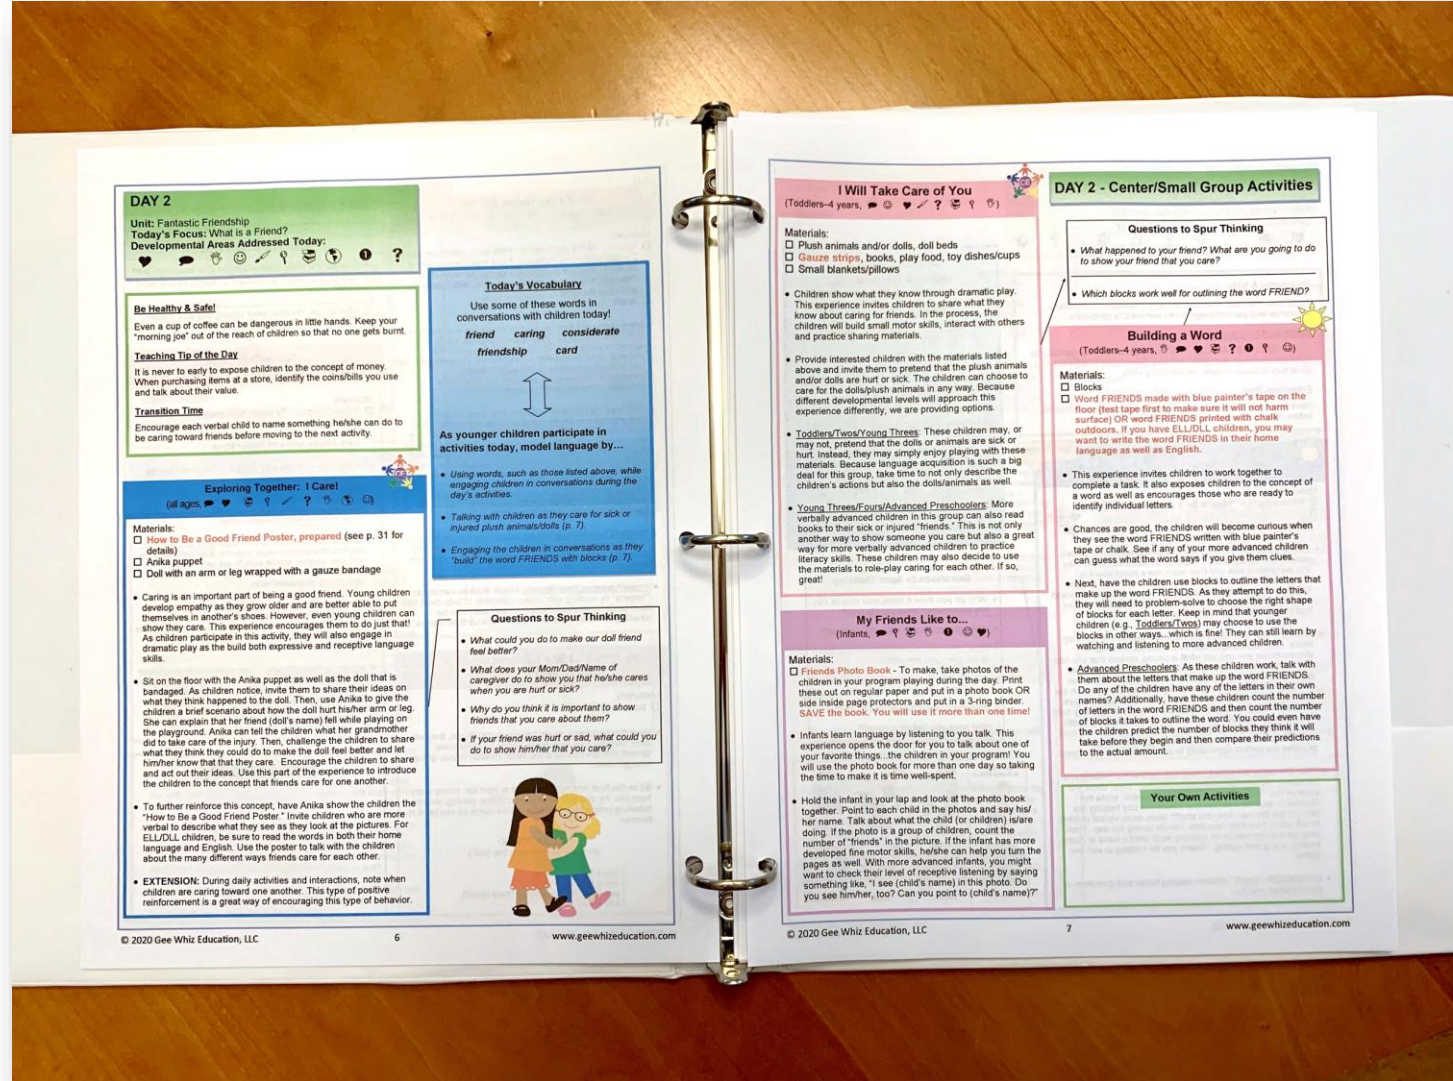 DAY 2
Unit: Fantastic Friendship
Today's Focus: What is a Friend?
Developmental Areas Addressed Today:
Be Healthy & Safe!
Even a cup of coffee can be dangerous in little hands. Keep your
"morning joe" out of the reach of children so that no one gets burnt.
Teaching Tip of the Day
It is never to early to expose children to the concept of money.
When purchasing items at a store, identify the coins/bills you use
and talk about their value.
Transition Time
Encourage each verbal child to name something he/she can do to
be caring toward friends before moving to the next activity.
Exploring Together: I Care!
(all ages,
Materials:
☐ How to Be a Good Friend Poster, prepared (see p. 31 for
details)
☐ Anika puppet
☐ Doll with an arm or leg wrapped with a gauze bandage
• Caring is an important part of being a good friend. Young children
develop empathy as they grow older and are better able to put
themselves in another's shoes. However, even young children can
show they care. This experience encourages them to do just that!
As children participate in this activity, they will also engage in
dramatic play as the build both expressive and receptive language
skills.
• Sit on the floor with the Anika puppet as well as the doll that is
bandaged. As children notice, invite them to share their ideas on
what they think happened to the doll. Then, use Anika to give the
children a brief scenario about how the doll hurt his/her arm or leg.
She can explain that her friend (doll's name) fell while playing on
the playground. Anika can tell the children what her grandmother
did to take care of the injury. Then, challenge the children to share
what they think they could do to make the doll feel better and let
him/her know that they care. Encourage the children to share
and act out their ideas. Use this part of the experience to introduce
the children to the concept that friends care for one another.
• To further reinforce this concept, have Anika show the children the
"How to Be a Good Friend Poster." Invite children who are more
verbal to describe what they see as they look at the pictures. For
ELL/DLL children, be sure to read the words in both their home
language and English. Use the poster to talk with the children
about the many different ways friends care for each other.
• EXTENSION: During daily activities and interactions, note when
children are caring toward one another. This type of positive
reinforcement is a great way of encouraging this type of behavior.
Today's Vocabulary
Use some of these words in
conversations with children today!
friend caring considerate
friendship card
As younger children participate in
activities today, model language by…
• Using words, such as those listed above, while
engaging children in conversations during the
day's activities.
• Talking with children as they care for sick or
injured plush animals/dolls (p. 7).
• Engaging the children in conversations as they
"build" the word FRIENDS with blocks (p. 7).
Questions to Spur Thinking
• What could you do to make our doll friend
feel better?
• What does your Mom/Dad/Name of
caregiver do to show you that he/she cares
when you are hurt or sick?
• Why do you think it is important to show
friends that you care about them?
• If your friend was hurt or sad, what could you
do to show him/her that you care?
© 2020 Gee Whiz Education, LLC
6
www.geewhizeducation.com
I Will Take Care of You
(Toddlers–4 years,
Materials:
☐ Plush animals and/or dolls, doll beds
☐ Gauze strips, books, play food, toy dishes/cups
☐ Small blankets/pillows
• Children show what they know through dramatic play.
This experience invites children to share what they
know about caring for friends. In the process, the
children will build small motor skills, interact with others
and practice sharing materials.
• Provide interested children with the materials listed
above and invite them to pretend that the plush animals
and/or dolls are hurt or sick. The children can choose to
care for the dolls/plush animals in any way. Because
different developmental levels will approach this
experience differently, we are providing options.
• Toddlers/Twos/Young Threes: These children may, or
may not, pretend that the dolls or animals are sick or
hurt. Instead, they may simply enjoy playing with these
materials. Because language acquisition is such a big
deal for this group, take time to not only describe the
children's actions but also the dolls/animals as well.
• Young Threes/Fours/Advanced Preschoolers: More
verbally advanced children in this group can also read
books to their sick or injured "friends." This is not only
another way to show someone you care but also a great
way for more verbally advanced children to practice
literacy skills. These children may also decide to use
the materials to role-play caring for each other. If so,
great!
My Friends Like to...
(Infants,
Materials:
☐ Friends Photo Book - To make, take photos of the
children in your program playing during the day. Print
these out on regular paper and put in a photo book OR
side inside page protectors and put in a 3-ring binder.
SAVE the book. You will use it more than one time!
• Infants learn language by listening to you talk. This
experience opens the door for you to talk about one of
your favorite things...the children in your program! You
will use the photo book for more than one day so taking
the time to make it is time well-spent.
• Hold the infant in your lap and look at the photo book
together. Point to each child in the photos and say his/
her name. Talk about what the child (or children) is/are
doing. If the photo is a group of children, count the
number of "friends" in the picture. If the infant has more
developed fine motor skills, he/she can help you turn the
pages as well. With more advanced infants, you might
want to check their level of receptive listening by saying
something like, "I see (child's name) in this photo. Do
you see him/her, too? Can you point to (child's name)?"
DAY 2 - Center/Small Group Activities
Questions to Spur Thinking
• What happened to your friend? What are you going to do
to show your friend that you care?
• Which blocks work well for outlining the word FRIEND?
Building a Word
(Toddlers–4 years,
Materials:
☐ Blocks
☐ Word FRIENDS made with blue painter's tape on the
floor (test tape first to make sure it will not harm
surface) OR word FRIENDS printed with chalk
outdoors. If you have ELL/DLL children, you may
want to write the word FRIENDS in their home
language as well as English.
• This experience invites children to work together to
complete a task. It also exposes children to the concept of
a word as well as encourages those who are ready to
identify individual letters.
• Chances are good, the children will become curious when
they see the word FRIENDS written with blue painter's
tape or chalk. See if any of your more advanced children
can guess what the word says if you give them clues.
• Next, have the children use blocks to outline the letters that
make up the word FRIENDS. As they attempt to do this,
they will need to problem-solve to choose the right shape
of blocks for each letter. Keep in mind that younger
children (e.g., Toddlers/Twos) may choose to use the
blocks in other ways...which is fine! They can still learn by
watching and listening to more advanced children.
• Advanced Preschoolers: As these children work, talk with
them about the letters that make up the word FRIENDS.
Do any of the children have any of the letters in their own
names? Additionally, have these children count the number
of letters in the word FRIENDS and then count the number
of blocks it takes to outline the word. You could even have
the children predict the number of blocks they think it will
take before they begin and then compare their predictions
to the actual amount.
Your Own Activities
© 2020 Gee Whiz Education, LLC
7
www.geewhizeducation.com